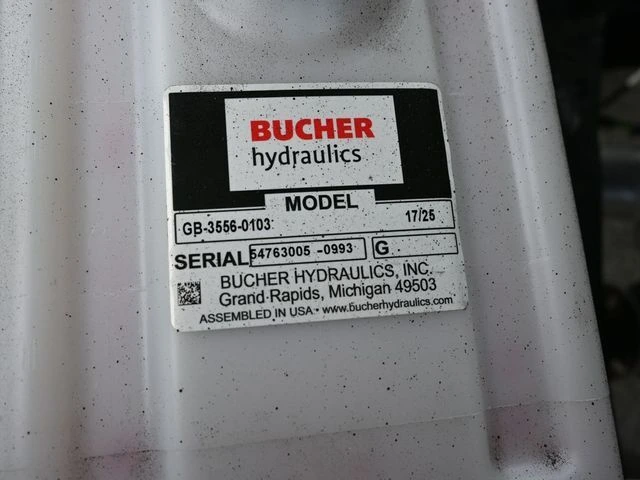 BUCHER
hydraulics
MODEL
GB-3556-0103 17/25
SERIAL 54763005 -0993 G
BUCHER HYDRAULICS, INC.
Grand Rapids, Michigan 49503
ASSEMBLED IN USA • www.bucherhydraulics.com